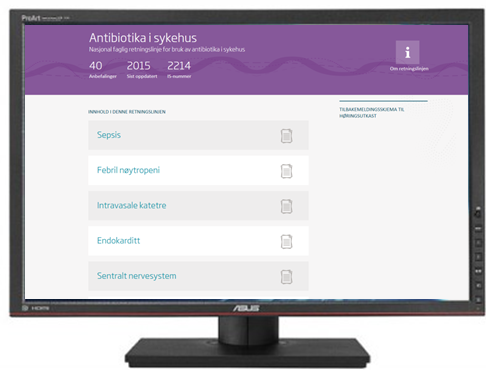 ProArt
Antibiotika i sykehus
Nasjonal faglig retningslinje for bruk av antibiotika i sykehus
40 2015 2214
Anbefalinger Sist oppdatert IS-nummer
i
Om retningslinjen
INNHOLD I DENNE RETNINGSLINJEN
TILBAKEMELDINGSSKJEMA TIL
HØRINGSUTKAST
Sepsis
Febril nøytropeni
Intravasale katetre
Endokarditt
Sentralt nervesystem
HDMI
ASUS